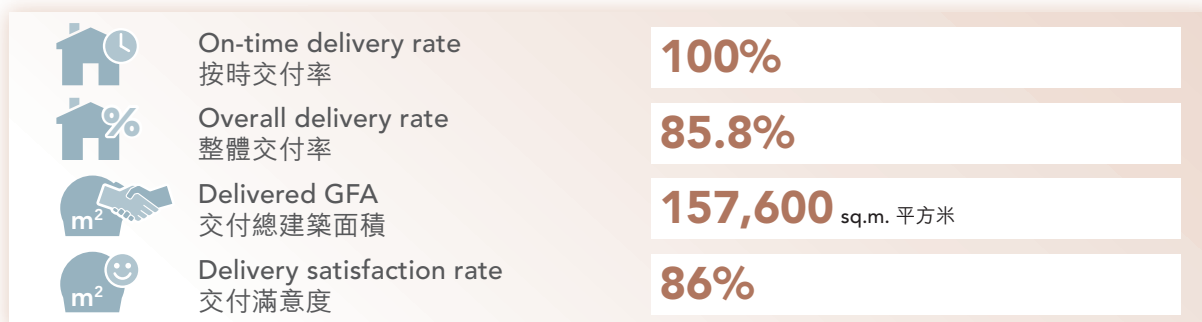 On-time delivery rate
按時交付率
100%
%
Overall delivery rate
整體交付率
85.8%
m²
Delivered GFA
交付總建築面積
157,600 sq.m. 平方米
m²
Delivery satisfaction rate
交付滿意度
86%